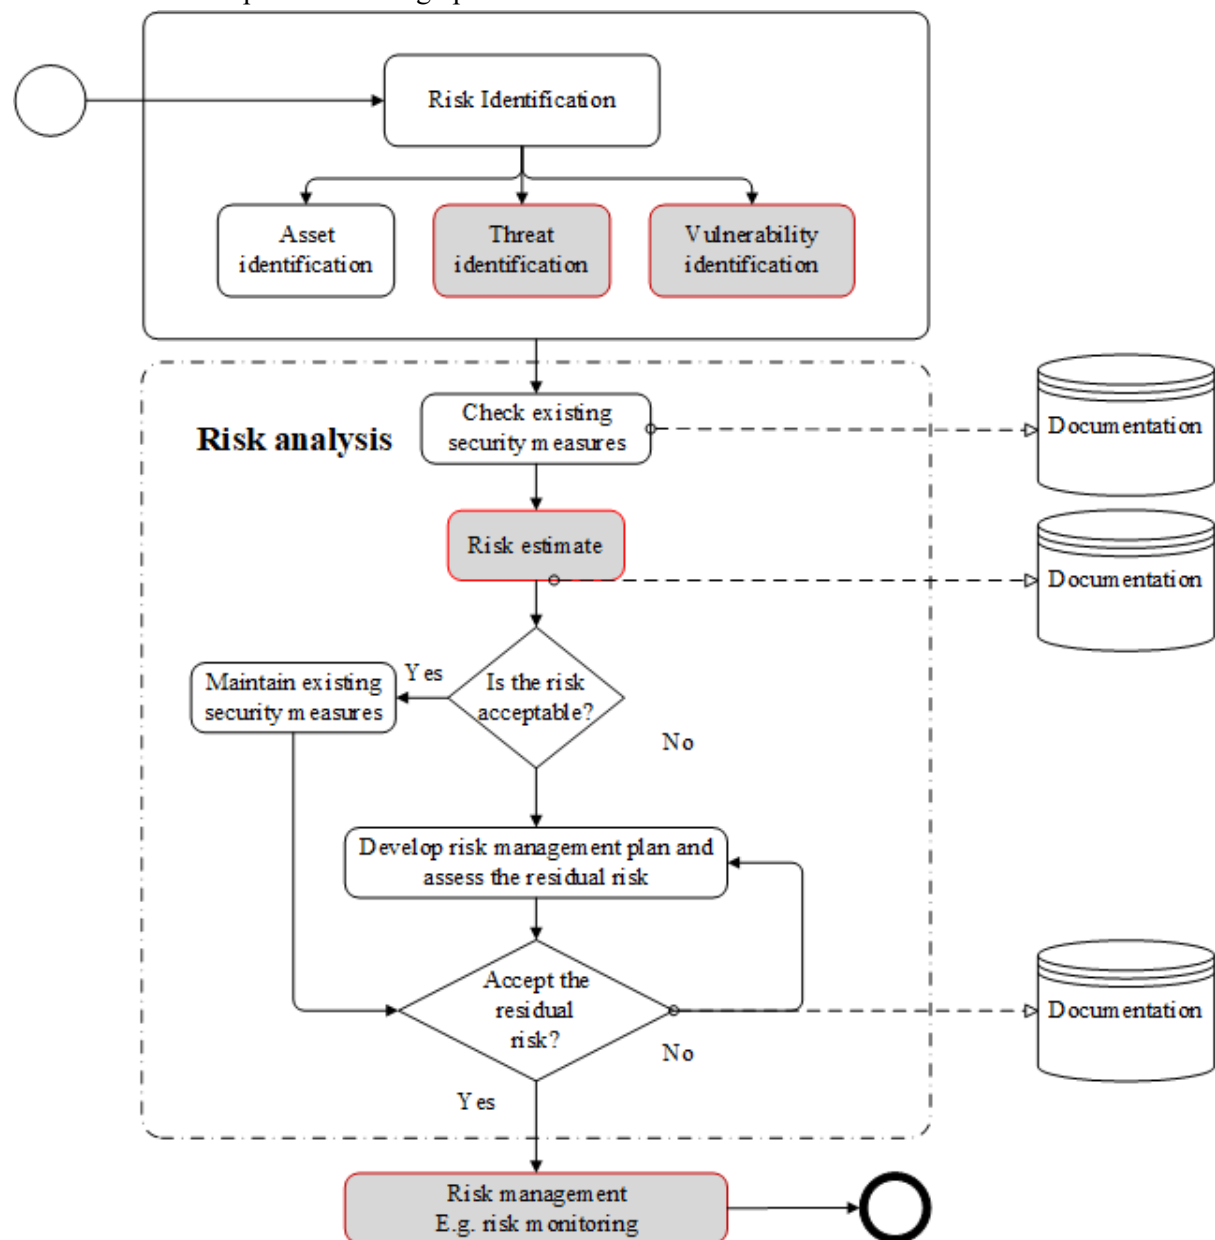 Risk Identification
Asset
identification
Threat
identification
Vulnerability
identification
Check existing
security measures
Documentation
Risk analysis
Risk estimate
Documentation
Is the risk
acceptable?
Yes
Maintain existing
security measures
No
Develop risk management plan and
assess the residual risk
Accept the
residual
risk?
Documentation
No
Yes
Risk management
E.g. risk monitoring